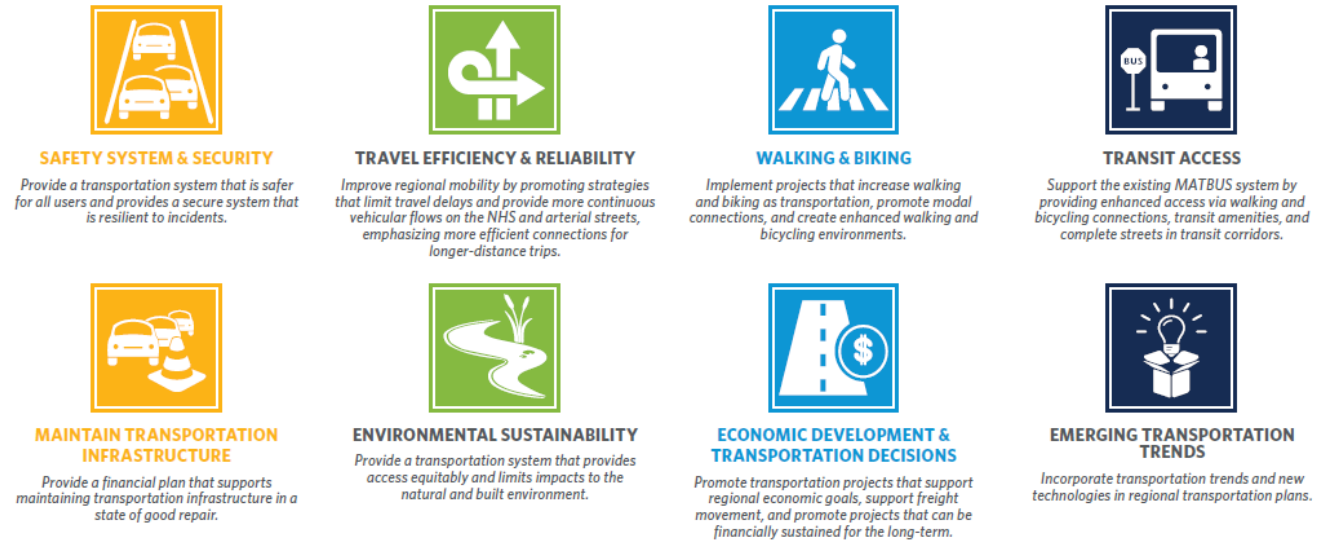 BUS
SAFETY SYSTEM & SECURITY
Provide a transportation system that is safer
for all users and provides a secure system that
is resilient to incidents.
TRAVEL EFFICIENCY & RELIABILITY
Improve regional mobility by promoting strategies
that limit travel delays and provide more continuous
vehicular flows on the NHS and arterial streets,
emphasizing more efficient connections for
longer-distance trips.
WALKING & BIKING
Implement projects that increase walking
and biking as transportation, promote modal
connections, and create enhanced walking and
bicycling environments.
TRANSIT ACCESS
Support the existing MATBUS system by
providing enhanced access via walking and
bicycling connections, transit amenities, and
complete streets in transit corridors.
$
MAINTAIN TRANSPORTATION
INFRASTRUCTURE
Provide a financial plan that supports
maintaining transportation infrastructure in a
state of good repair.
ENVIRONMENTAL SUSTAINABILITY
Provide a transportation system that provides
access equitably and limits impacts to the
natural and built environment.
ECONOMIC DEVELOPMENT &
TRANSPORTATION DECISIONS
Promote transportation projects that support
regional economic goals, support freight
movement, and promote projects that can be
financially sustained for the long-term.
EMERGING TRANSPORTATION
TRENDS
Incorporate transportation trends and new
technologies in regional transportation plans.